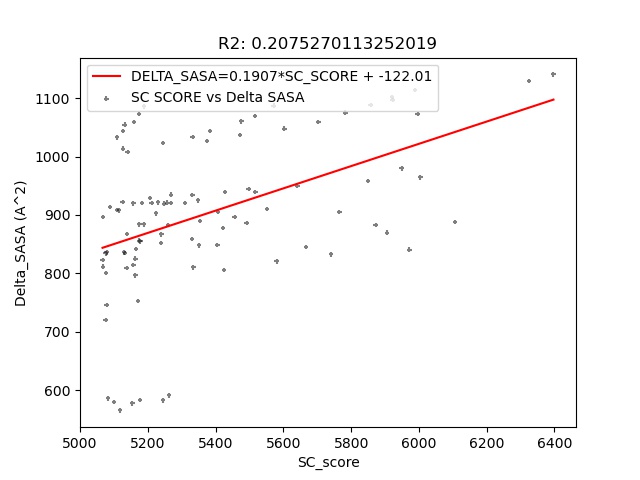 R2: 0.2075270113252019
DELTA_SASA=0.1907*SC_SCORE + -122.01
SC SCORE vs Delta SASA
Delta_SASA (A^2)
1100
1000
900
800
700
600
5000 5200 5400 5600 5800 6000 6200 6400
SC_score